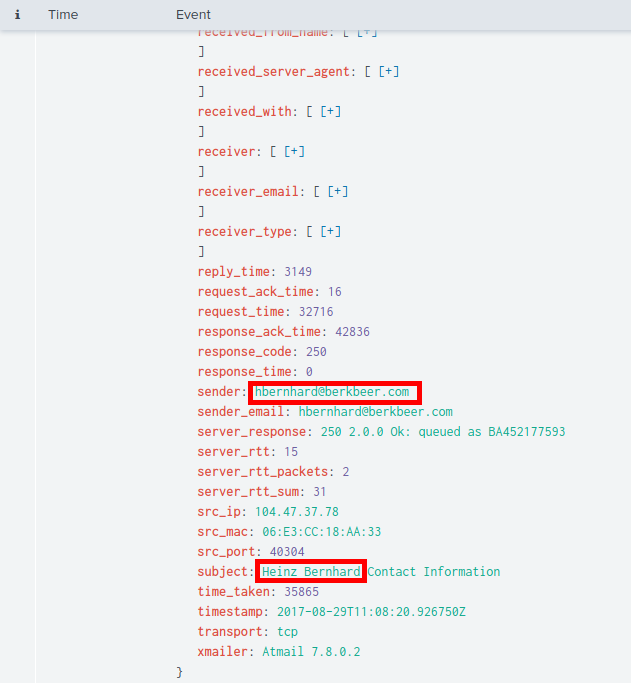 i Time Event
received_from_name: [ [+]
]
received_server_agent: [ [+]
]
received_with: [ [+]
]
receiver: [ [+]
]
receiver_email: [ [+]
]
receiver_type: [ [+]
]
reply_time: 3149
request_ack_time: 16
request_time: 32716
response_ack_time: 42836
response_code: 250
response_time: 0
sender: hbernhard@berkbeer.com
sender_email: hbernhard@berkbeer.com
server_response: 250 2.0.0 Ok: queued as BA452177593
server_rtt: 15
server_rtt_packets: 2
server_rtt_sum: 31
src_ip: 104.47.37.78
src_mac: 06:E3:CC:18:AA:33
src_port: 40304
subject: Heinz Bernhard Contact Information
time_taken: 35865
timestamp: 2017-08-29T11:08:20.926750Z
transport: tcp
xmailer: Atmail 7.8.0.2
}